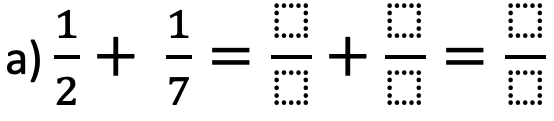 a) 1/2 + 1/7 = ⬚/⬚ + ⬚/⬚ = ⬚/⬚